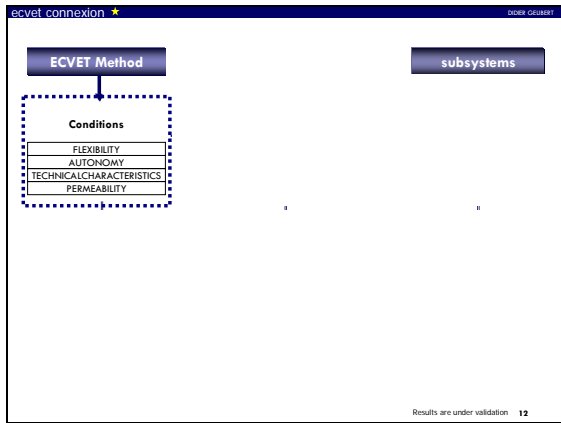 ecvet connexion
DIDIER GELIBERT
ECVET Method
subsystems
Conditions
FLEXIBILITY
AUTONOMY
TECHNICALCHARACTERISTICS
PERMEABILITY
Results are under validation 12